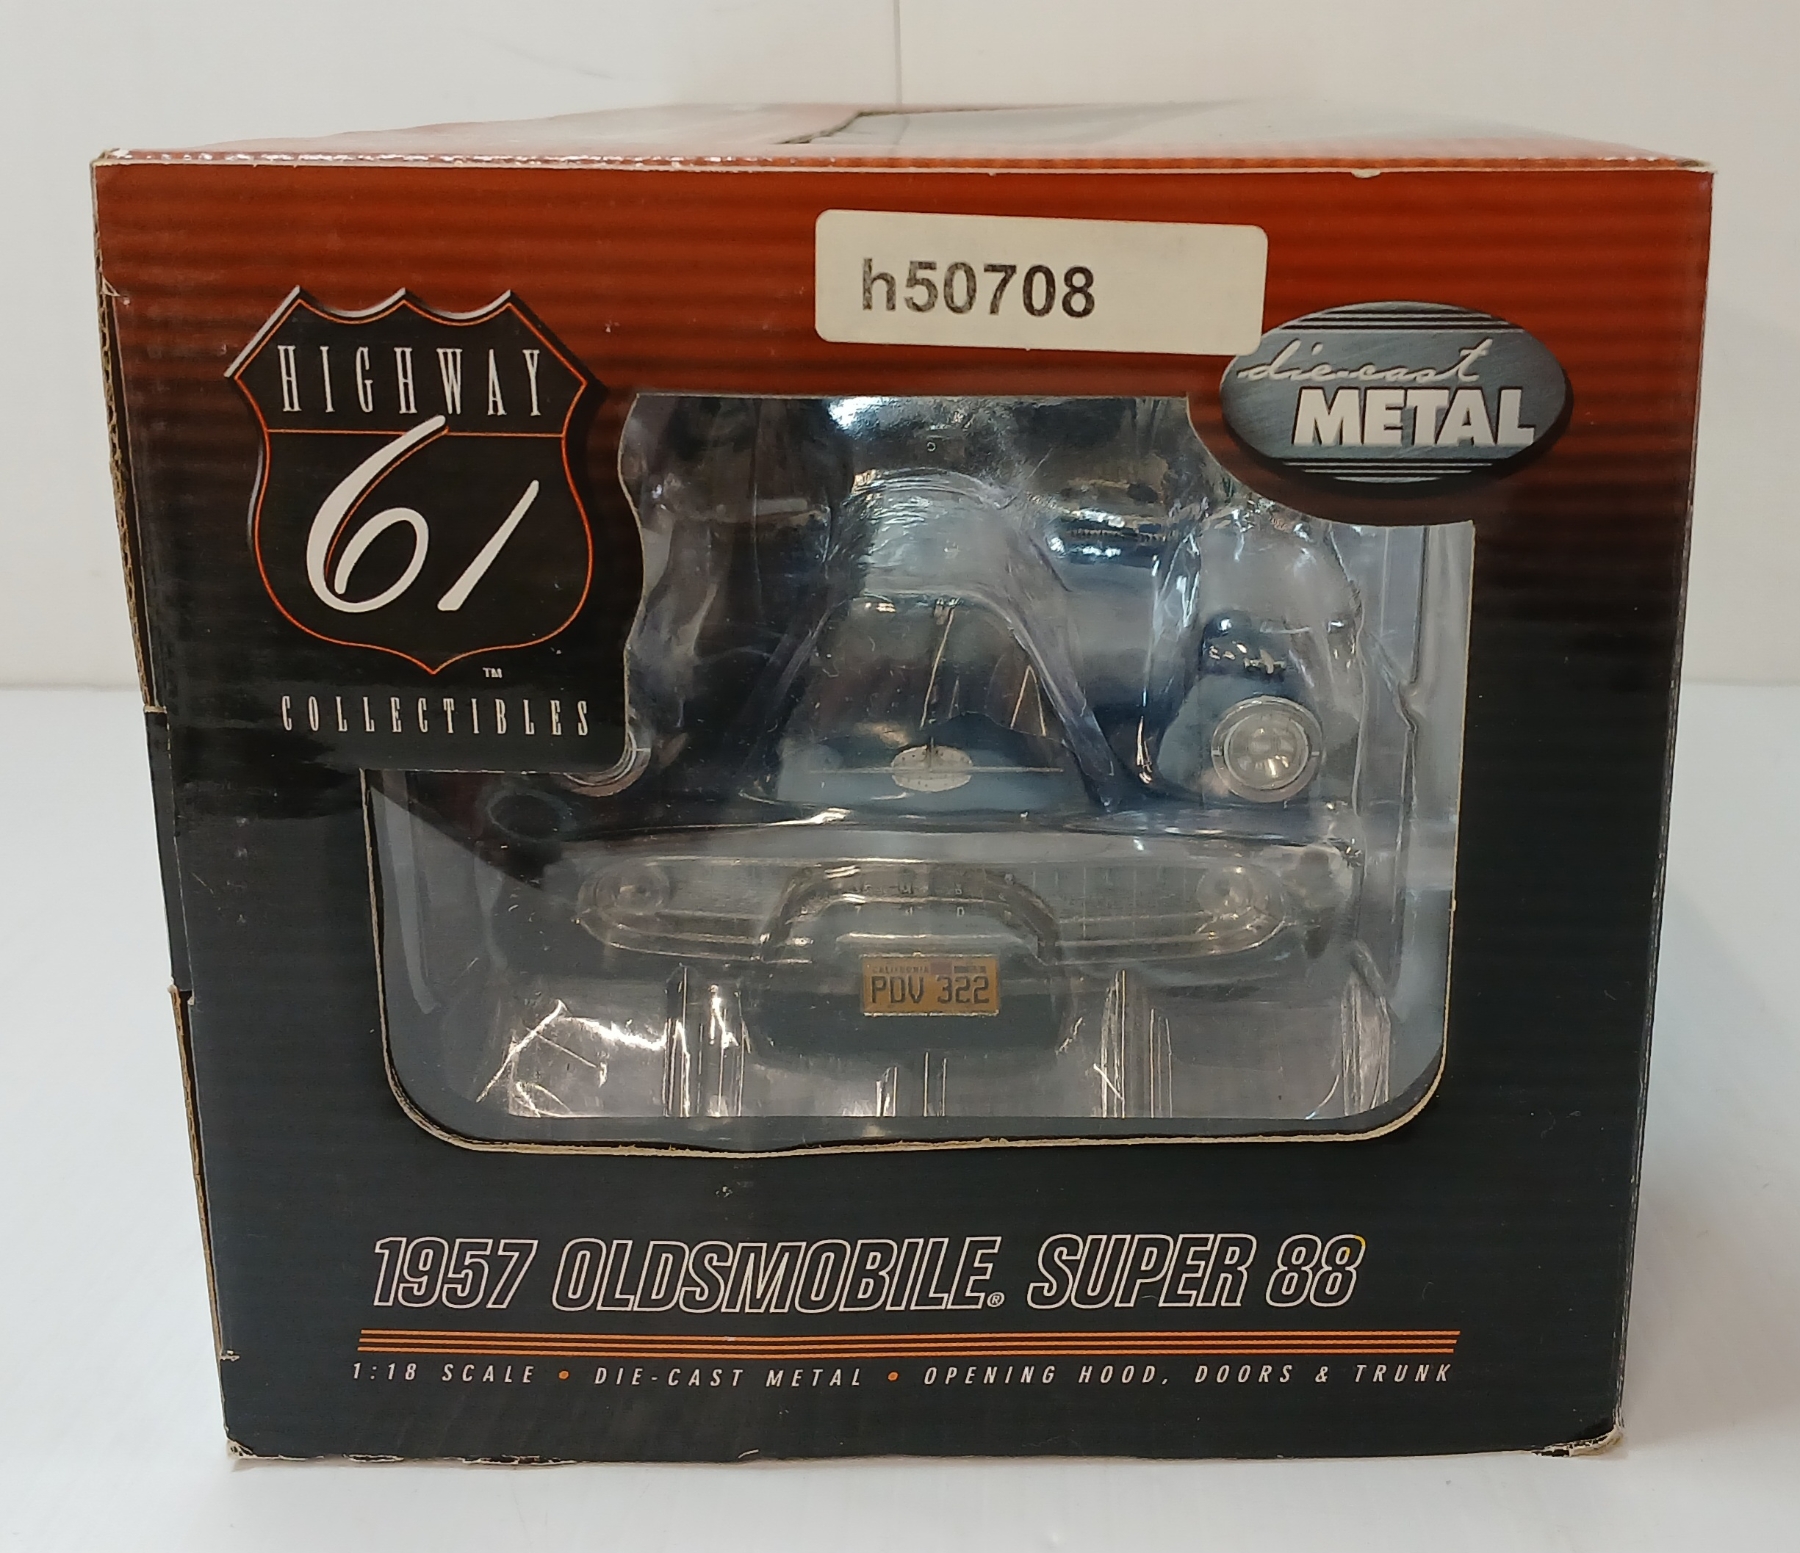 h50708
HIGHWAY
61
TM
COLLECTIBLES
die-cast
METAL
CALIFORNIA
PDV 322
1957 OLDSMOBILE® SUPER 88
1:18 SCALE • DIE-CAST METAL • OPENING HOOD, DOORS & TRUNK